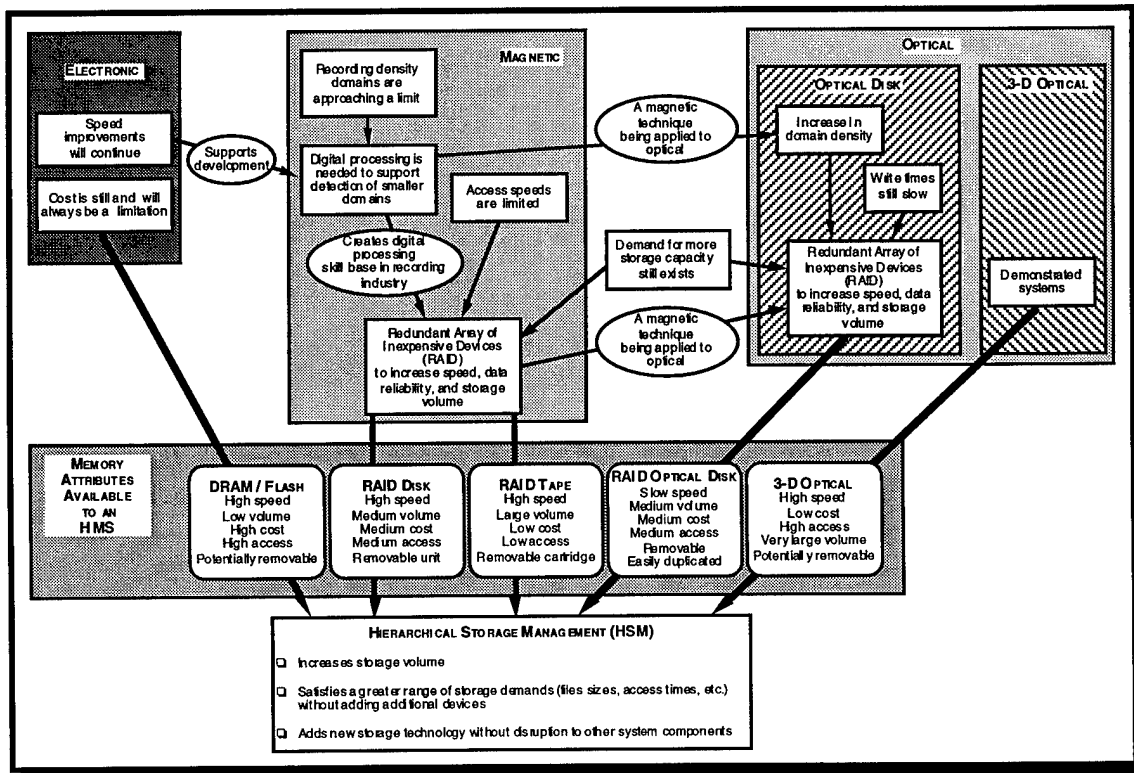 ELECTRONIC
Speed
improvements
will continue
Cost is still and will
always be a limitation
Supports
development
MAGNETIC
Recording density
domains are
approaching a limit
Digital processing is
needed to support
detection of smaller
domains
Access speeds
are limited
Creates digital
processing
skill base in recording
industry
Redundant Array of
Inexpensive Devices
(RAID)
to increase speed, data
reliability, and storage
volume
A magnetic
technique
being applied to
optical
Demand for more
storage capacity
still exists
A magnetic
technique
being applied to
optical
OPTICAL
OPTICAL DISK
Increase in
domain density
Write times
still slow
Redundant Array of
Inexpensive Devices
(RAID)
to increase speed, data
reliability, and storage
volume
3-D OPTICAL
Demonstrated
systems
MEMORY
ATTRIBUTES
AVAILABLE
TO AN
HMS
DRAM / FLASH
High speed
Low volume
High cost
High access
Potentially removable
RAID DISK
High speed
Medium volume
Medium cost
Medium access
Removable unit
RAID TAPE
High speed
Large volume
Low cost
Low access
Removable cartridge
RAID OPTICAL DISK
Slow speed
Medium volume
Medium cost
Medium access
Removable
Easily duplicated
3-D OPTICAL
High speed
Low cost
High access
Very large volume
Potentially removable
HIERARCHICAL STORAGE MANAGEMENT (HSM)
❑ Increases storage volume
❑ Satisfies a greater range of storage demands (files sizes, access times, etc.)
without adding additional devices
❑ Adds new storage technology without disruption to other system components